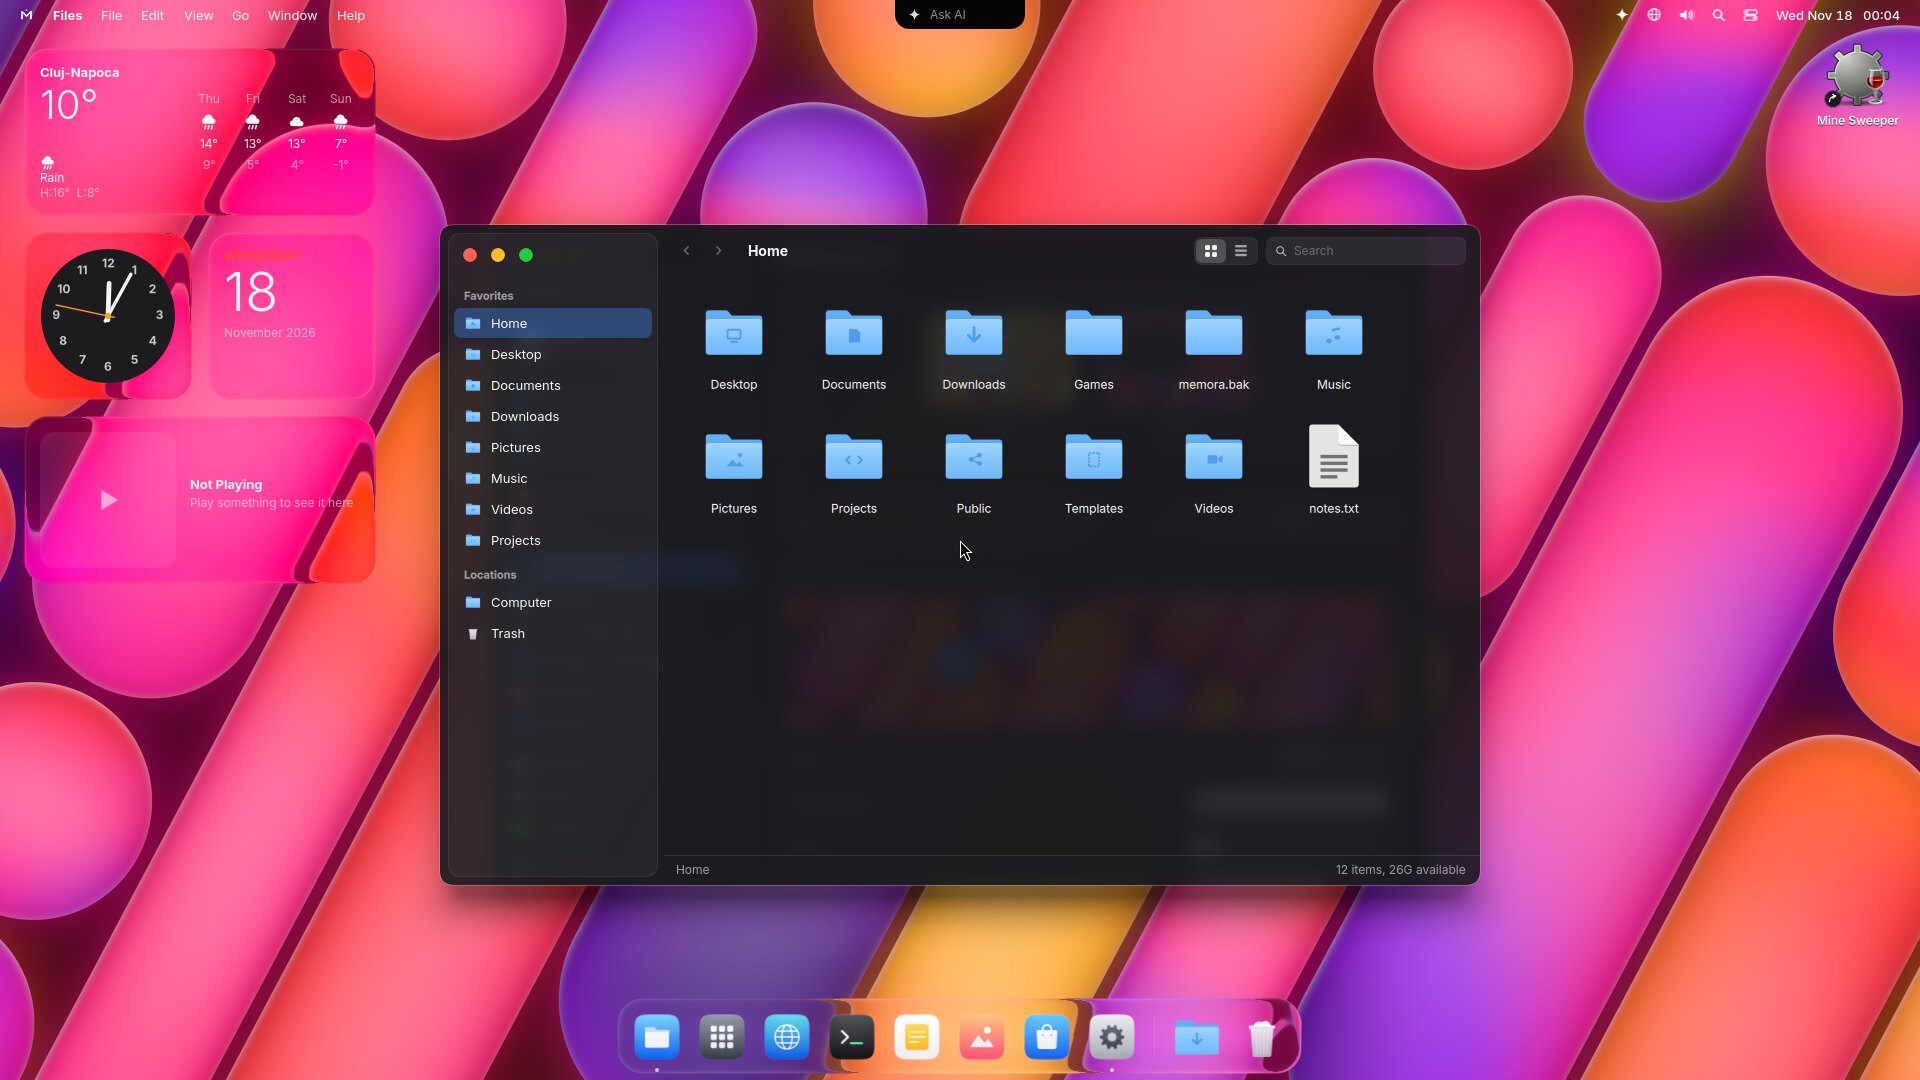 Files File Edit View Go Window Help
Ask AI
Wed Nov 18 00:04
Cluj-Napoca
10°
Thu Fri Sat Sun
14° 13° 13° 7°
9° 5° 4° -1°
Rain
H:16° L:8°
12
11 1
10 2
9 3
8 4
7 5
6
WEDNESDAY
18
November 2026
Not Playing
Play something to see it here
Mine Sweeper
Home
Search
Favorites
Home
Desktop
Documents
Downloads
Pictures
Music
Videos
Projects
Locations
Computer
Trash
Desktop Documents Downloads Games memora.bak Music
Pictures Projects Public Templates Videos notes.txt
Home
12 items, 26G available